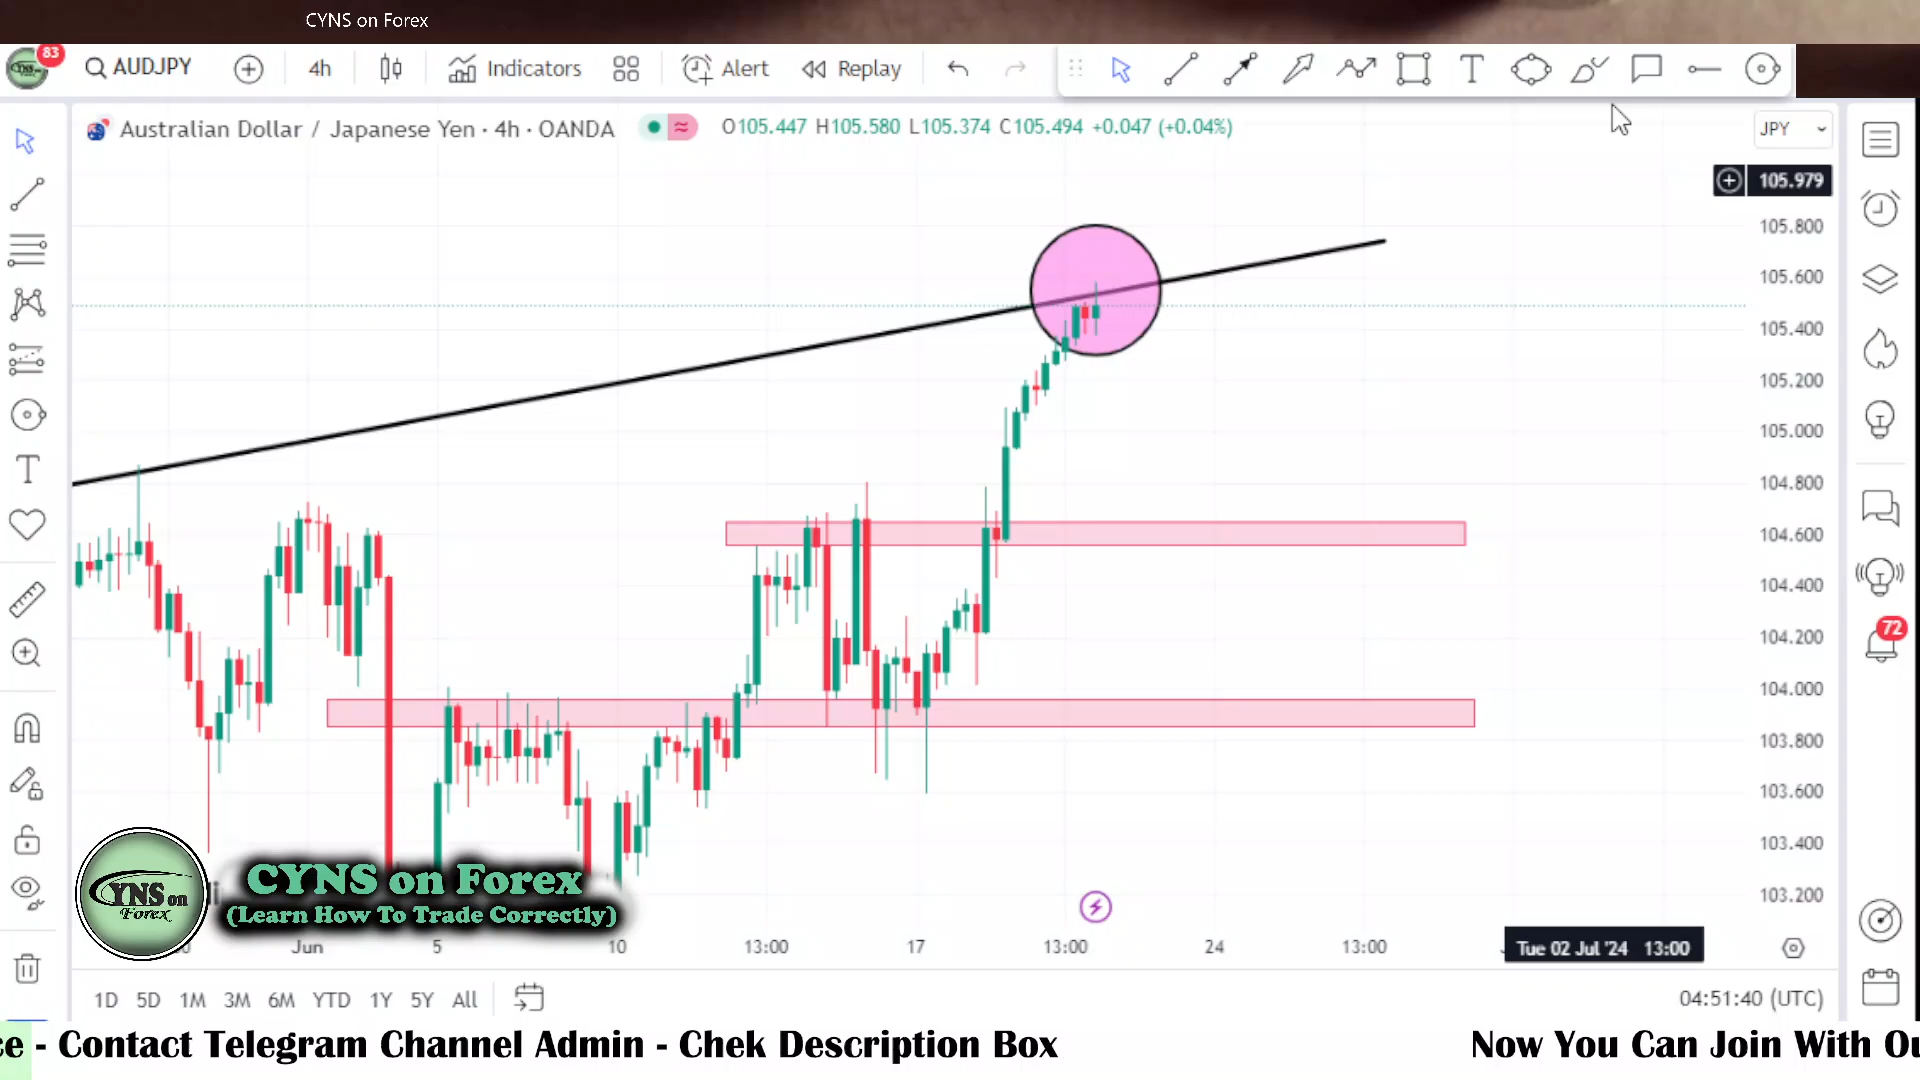 CYNS on Forex
83
AUDJPY
4h
Indicators
Alert
Replay
Australian Dollar / Japanese Yen · 4h · OANDA
O105.447 H105.580 L105.374 C105.494 +0.047 (+0.04%)
JPY
105.979
105.800
105.600
105.400
105.200
105.000
104.800
104.600
104.400
104.200
104.000
103.800
103.600
103.400
103.200
72
CYNS on Forex
(Learn How To Trade Correctly)
YNS on
Forex
Jun 5 10 13:00 17 13:00 24 13:00
Tue 02 Jul '24 13:00
1D 5D 1M 3M 6M YTD 1Y 5Y All
04:51:40 (UTC)
ce - Contact Telegram Channel Admin - Chek Description Box
Now You Can Join With Ou